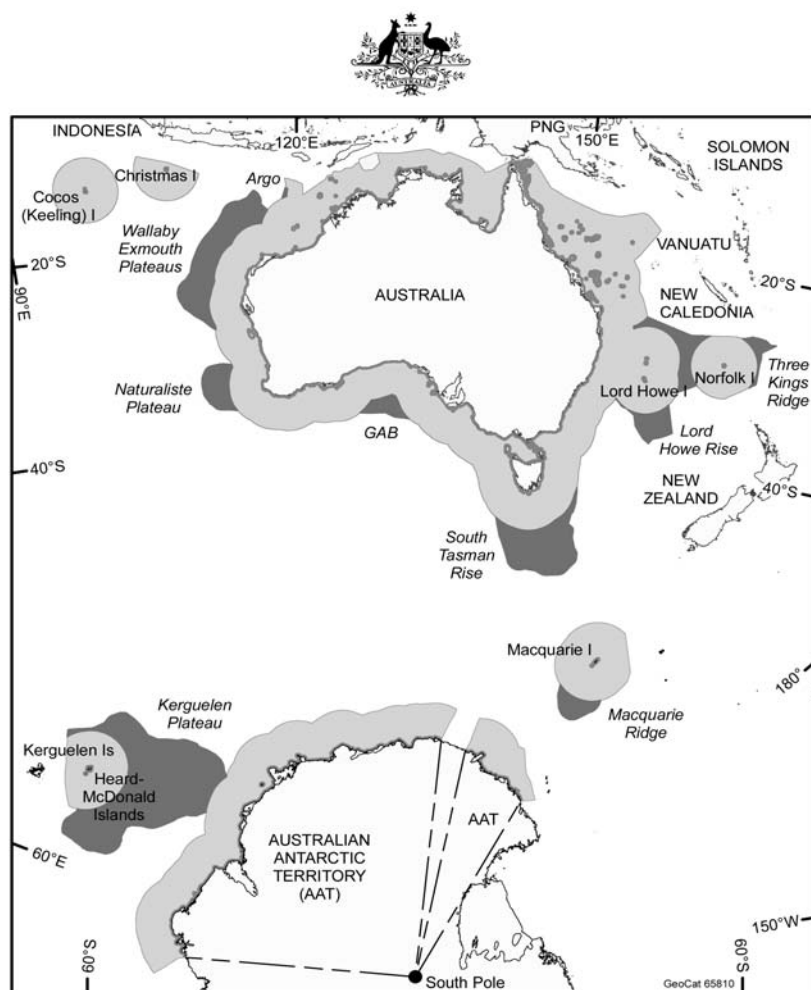 AUSTRALIA
INDONESIA
PNG
120°E
150°E
SOLOMON
ISLANDS
Christmas I
Argo
Cocos
(Keeling) I
Wallaby
Exmouth
Plateaus
VANUATU
20°S
90°E
20°S
AUSTRALIA
NEW
CALEDONIA
Naturaliste
Plateau
GAB
Lord Howe I
Norfolk I
Three
Kings
Ridge
Lord
Howe Rise
40°S
NEW
ZEALAND
40°S
South
Tasman
Rise
Macquarie I
180°
Macquarie
Ridge
Kerguelen
Plateau
Kerguelen Is
Heard-
McDonald
Islands
AAT
AUSTRALIAN
ANTARCTIC
TERRITORY
(AAT)
60°E
150°W
60°S
South Pole
60°S
GeoCat 65810